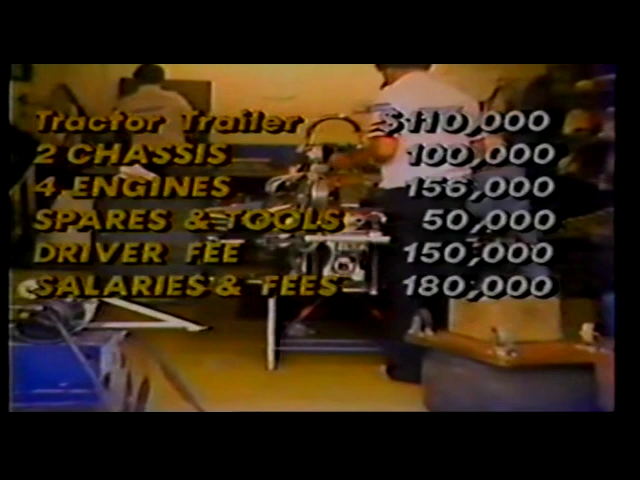 Tractor Trailer $110,000
2 CHASSIS 100,000
4 ENGINES 156,000
SPARES & TOOLS 50,000
DRIVER FEE 150,000
SALARIES & FEES 180,000